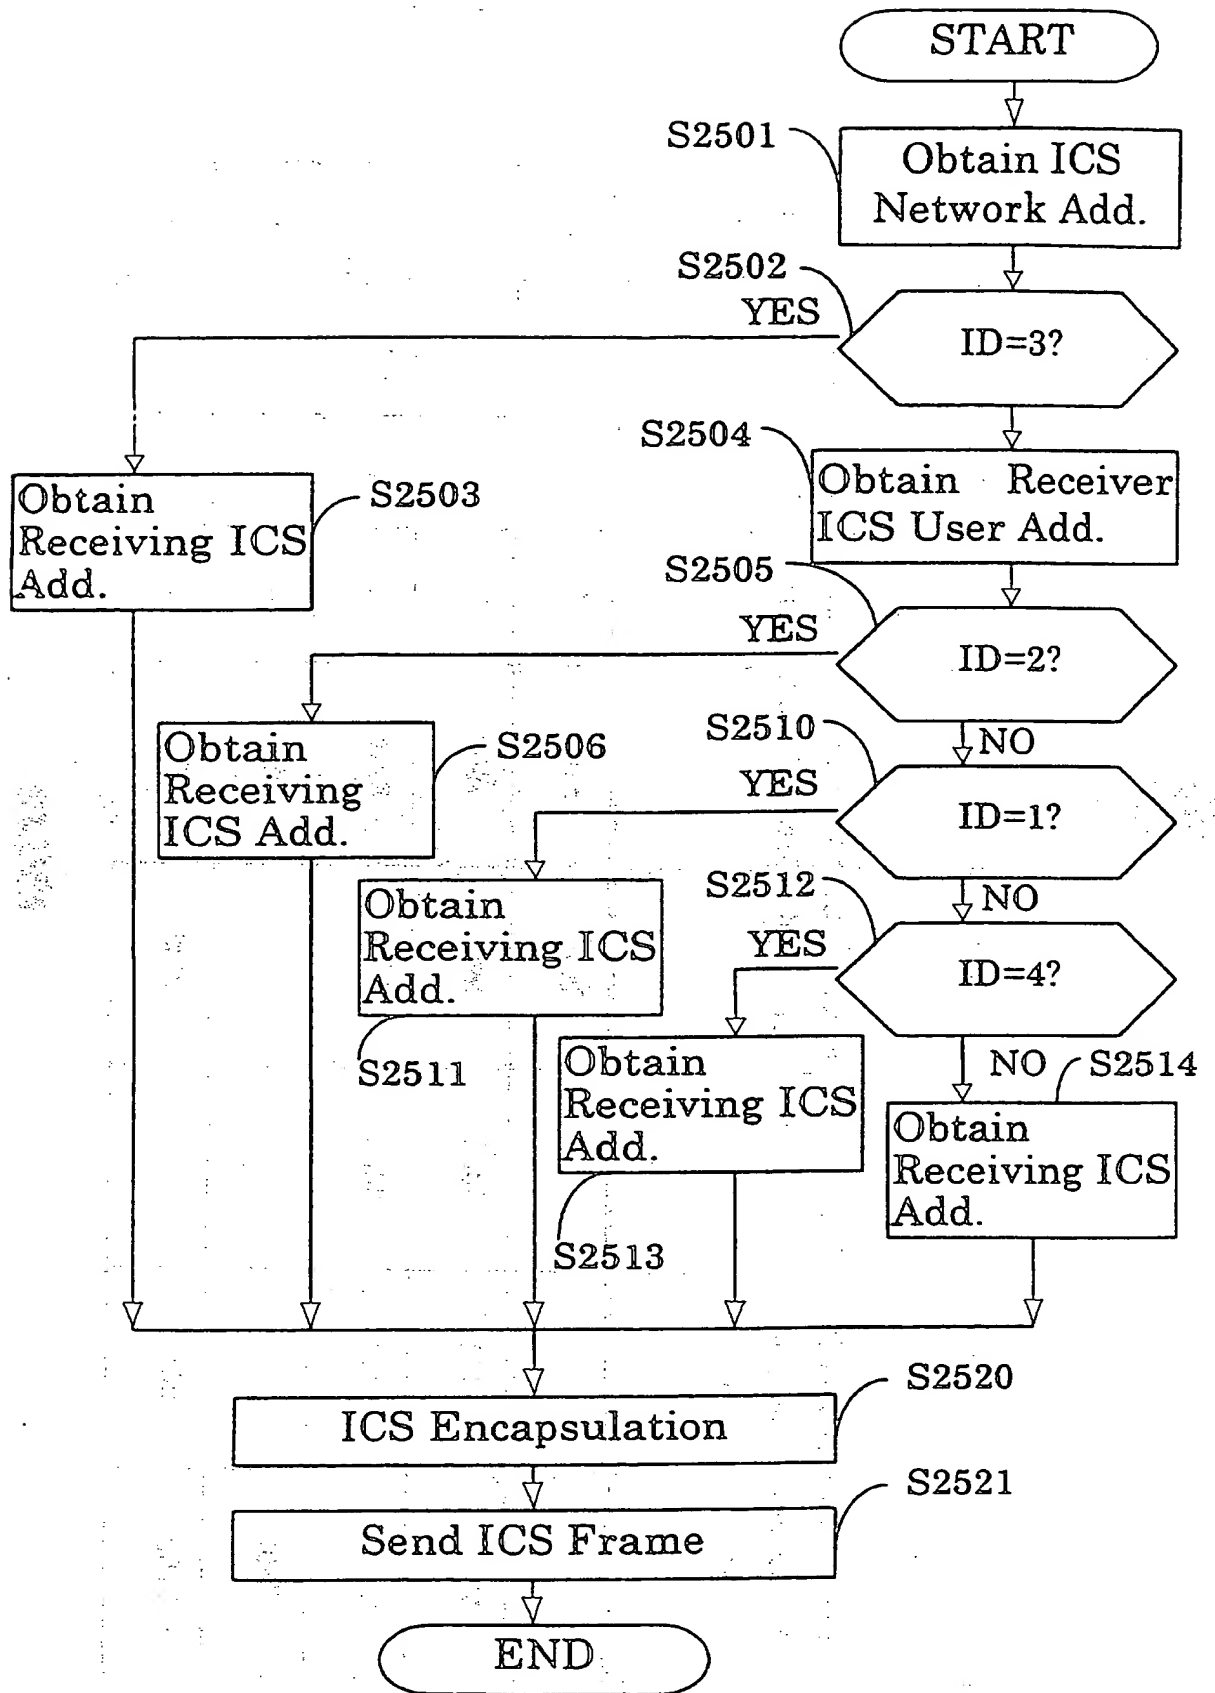 START
S2501
Obtain ICS
Network Add.
S2502
YES
ID=3?
S2504
Obtain Receiver
ICS User Add.
Obtain
Receiving ICS
Add.
S2503
S2505
YES
ID=2?
NO
Obtain
Receiving
ICS Add.
S2506
S2510
YES
ID=1?
NO
Obtain
Receiving ICS
Add.
S2511
S2512
YES
ID=4?
NO
Obtain
Receiving ICS
Add.
S2513
S2514
Obtain
Receiving ICS
Add.
S2520
ICS Encapsulation
S2521
Send ICS Frame
END